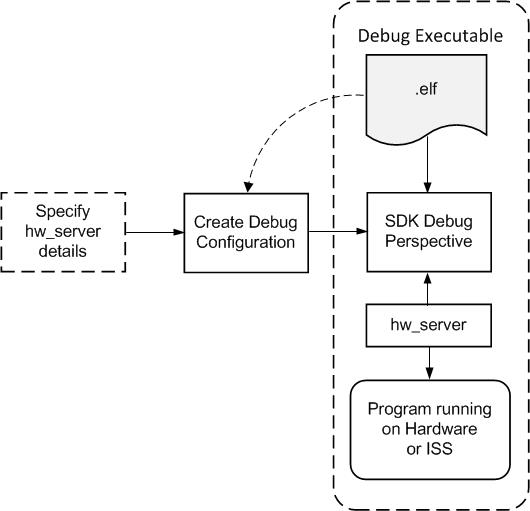 Debug Executable
.elf
Specify
hw_server
details
Create Debug
Configuration
SDK Debug
Perspective
hw_server
Program running
on Hardware
or ISS